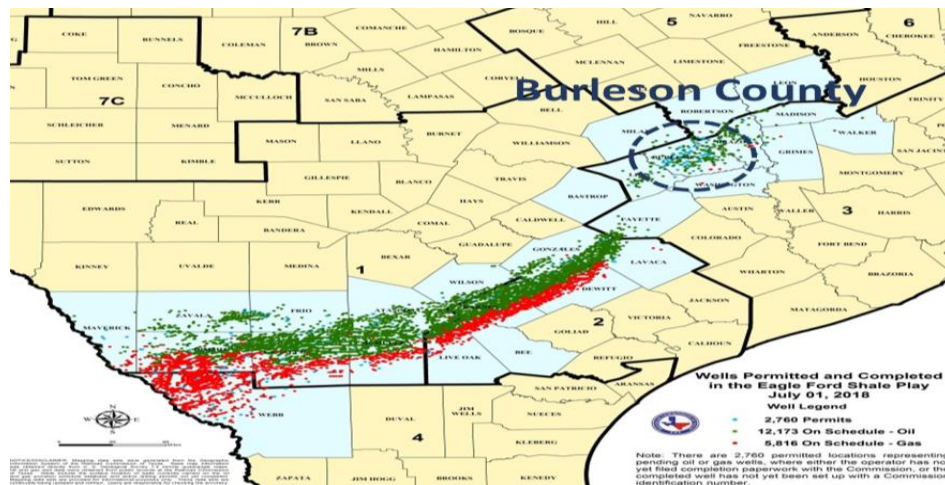 COKE
RUNNELS
COLEMAN
7B
BROWN
COMANCHE
HAMILTON
BOSQUE
HILL
5
NAVARRO
FREESTONE
ANDERSON
6
CHEROKEE
TOM GREEN
CONCHO
7C
MCCULLOCH
MILLS
SAN SABA
LAMPASAS
CORYELL
MCLENNAN
LIMESTONE
LEON
HOUSTON
TRINITY
Burleson County
ROBERTSON
MADISON
WALKER
SCHLEICHER
MENARD
MASON
LLANO
BURNET
BELL
WILLIAMSON
GRIMES
SAN JACIN
SUTTON
KIMBLE
GILLESPIE
BLANCO
TRAVIS
BASTROP
WASHINGTON
MONTGOMERY
EDWARDS
REAL
KERR
BANDERA
KENDALL
COMAL
HAYS
CALDWELL
FAYETTE
AUSTIN
WALLER
3
HARRIS
KINNEY
UVALDE
MEDINA
1
BEXAR
GUADALUPE
GONZALES
LAVACA
COLORADO
FORT BEND
WHARTON
BRAZORIA
MAVERICK
ZAVALA
FRIO
WILSON
DEWITT
JACKSON
MATAGORDA
VICTORIA
2
GOLIAD
CALHOUN
LIVE OAK
BEE
REFUGIO
ARANSAS
SAN PATRICIO
WEBB
DUVAL
JIM
WELLS
NUECES
4
KLEBERG
ZAPATA
JIM HOGG
BROOKS
KENEDY
Wells Permitted and Completed
in the Eagle Ford Shale Play
July 01, 2018
Well Legend
2,760 Permits
12,173 On Schedule - Oil
5,816 On Schedule - Gas
Note: There are 2,760 permitted locations representing
pending oil or gas wells, where either the operator has no
yet filed completion paperwork with the Commission, or the
completed well has not yet been set up with a Commissio
identification number.